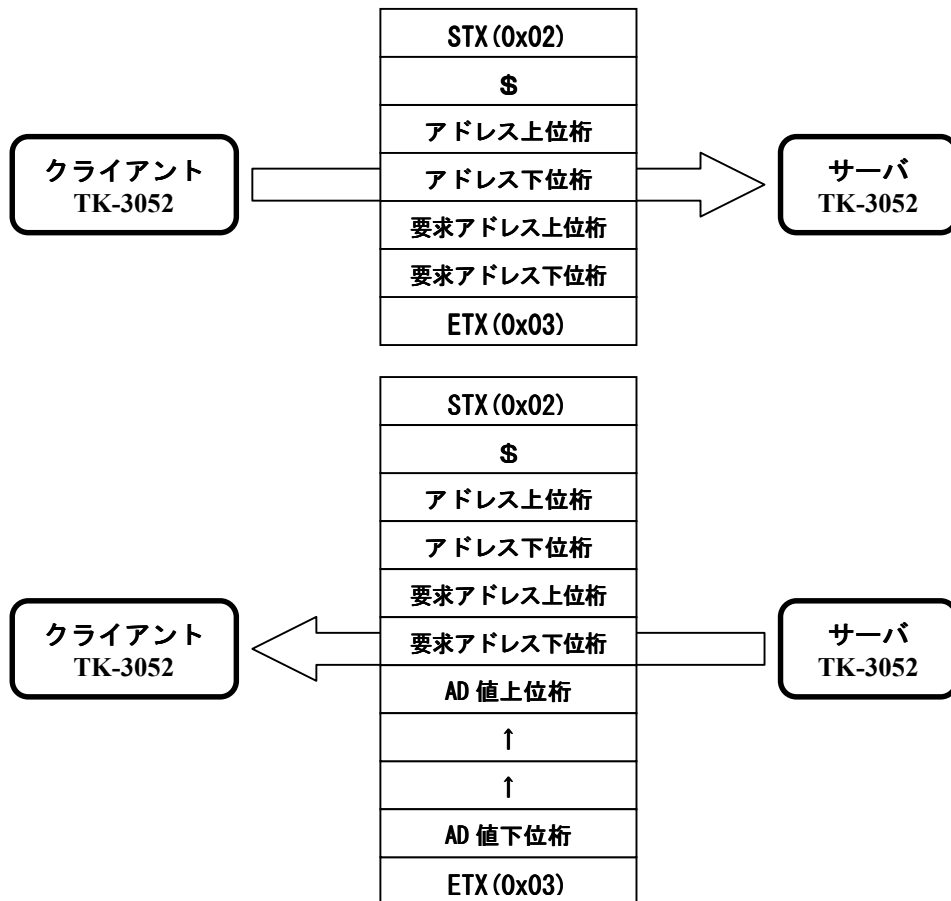 STX(0x02)
$
アドレス上位桁
クライアント
TK-3052
アドレス下位桁
サーバ
TK-3052
要求アドレス上位桁
要求アドレス下位桁
ETX(0x03)
STX(0x02)
$
アドレス上位桁
アドレス下位桁
要求アドレス上位桁
クライアント
TK-3052
要求アドレス下位桁
サーバ
TK-3052
AD 値上位桁
↑
↑
AD 値下位桁
ETX(0x03)